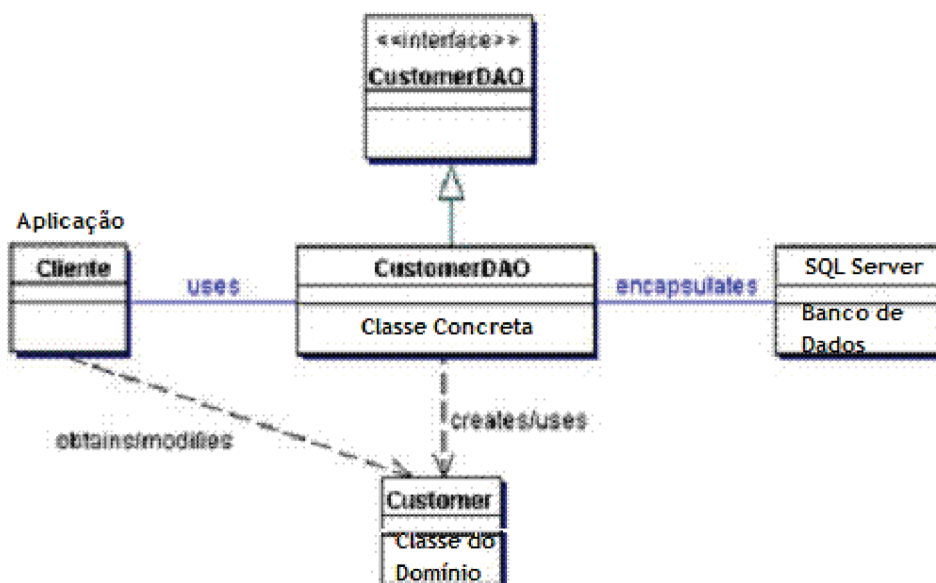 <<interface>>
CustomerDAO
Aplicação
Cliente
uses
CustomerDAO
Classe Concreta
encapsulates
SQL Server
Banco de
Dados
obtains/modifies
creates/uses
Customer
Classe do
Domínio